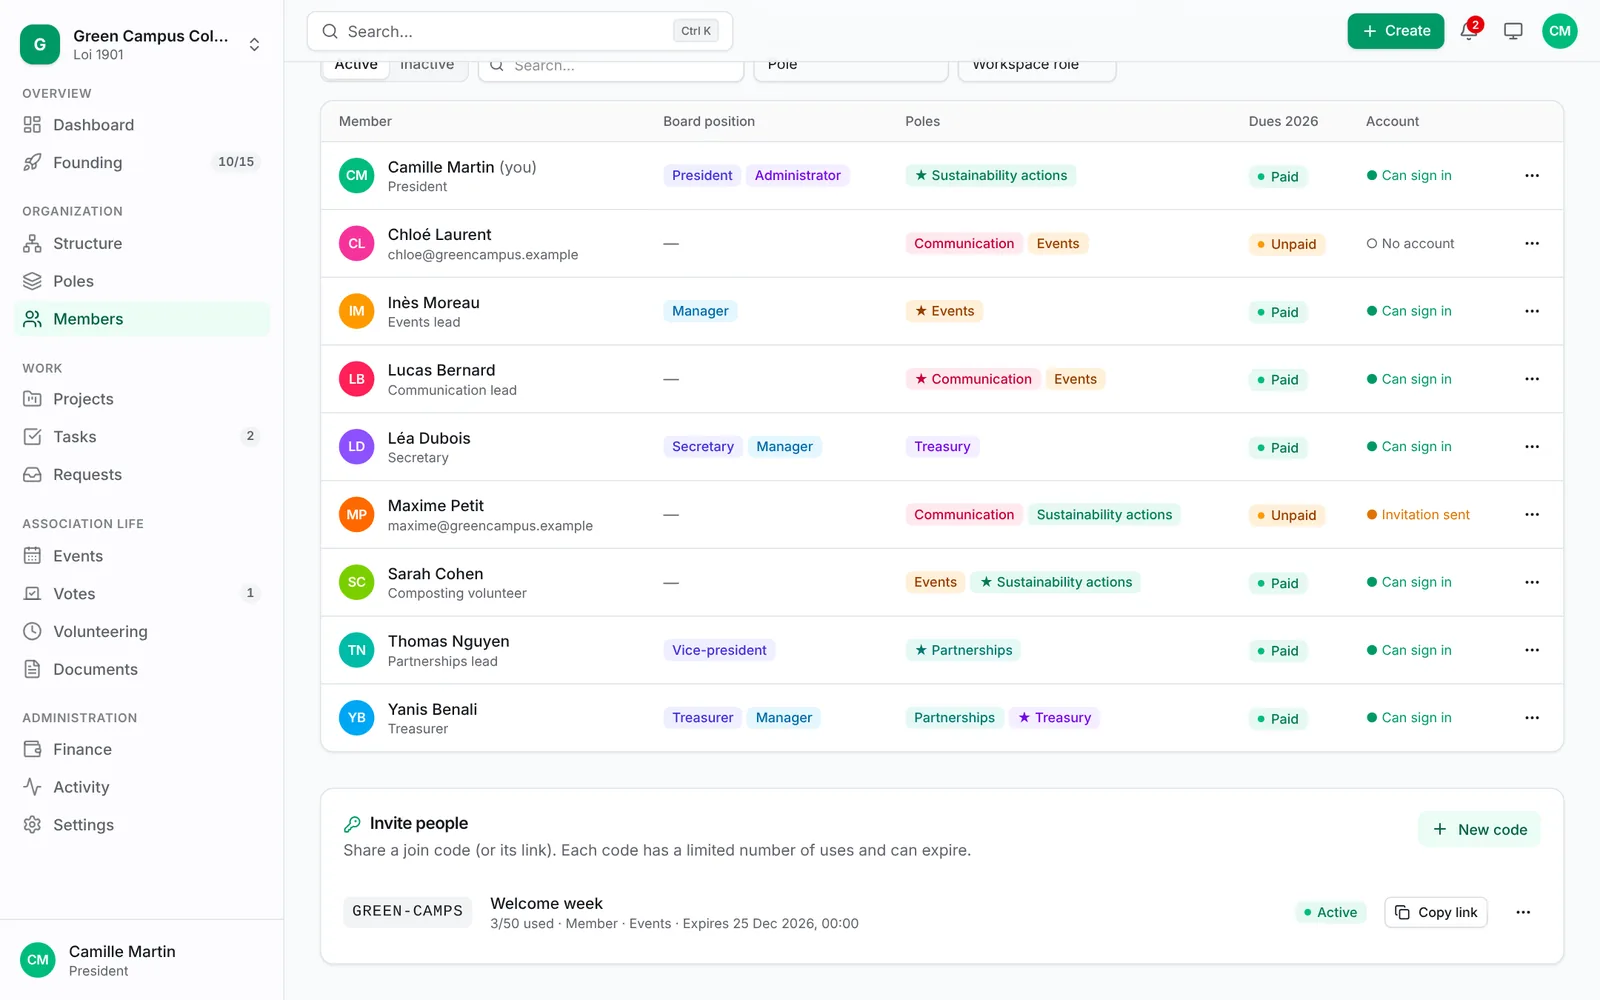 G
Green Campus Col...
Loi 1901
OVERVIEW
Dashboard
Founding 10/15
ORGANIZATION
Structure
Poles
Members
WORK
Projects
Tasks 2
Requests
ASSOCIATION LIFE
Events
Votes 1
Volunteering
Documents
ADMINISTRATION
Finance
Activity
Settings
CM
Camille Martin
President
Search... Ctrl K
+ Create
2
CM
Active Inactive Search... Pole Workspace role
Member Board position Poles Dues 2026 Account
CM Camille Martin (you) President Administrator ★ Sustainability actions Paid Can sign in
President
CL Chloé Laurent — Communication Events Unpaid No account
chloe@greencampus.example
IM Inès Moreau Manager ★ Events Paid Can sign in
Events lead
LB Lucas Bernard — ★ Communication Events Paid Can sign in
Communication lead
LD Léa Dubois Secretary Manager Treasury Paid Can sign in
Secretary
MP Maxime Petit — Communication Sustainability actions Unpaid Invitation sent
maxime@greencampus.example
SC Sarah Cohen — Events ★ Sustainability actions Paid Can sign in
Composting volunteer
TN Thomas Nguyen Vice-president ★ Partnerships Paid Can sign in
Partnerships lead
YB Yanis Benali Treasurer Manager Partnerships ★ Treasury Paid Can sign in
Treasurer
Invite people
Share a join code (or its link). Each code has a limited number of uses and can expire.
+ New code
GREEN-CAMPS
Welcome week
3/50 used · Member · Events · Expires 25 Dec 2026, 00:00
Active
Copy link